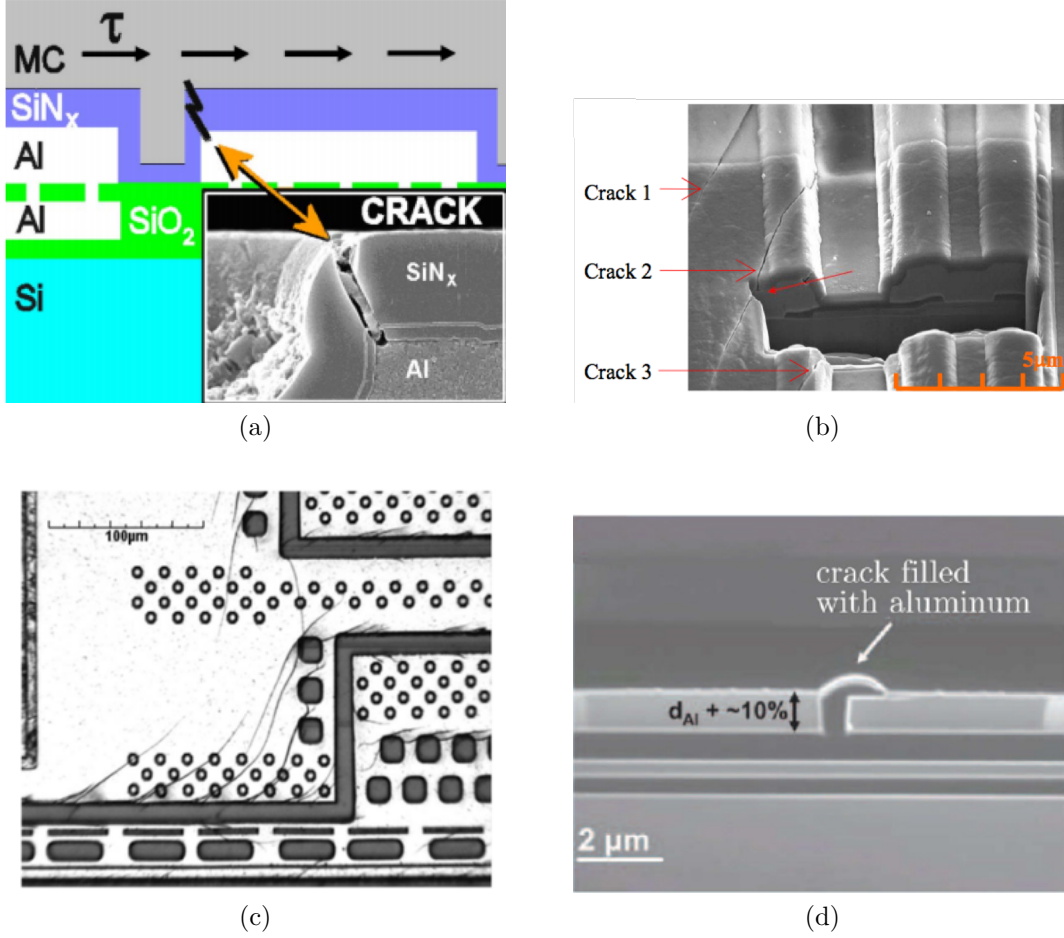 τ
MC
SiNx
Al
Al
SiO2
Si
CRACK
SiNx
Al
(a)
Crack 1
Crack 2
Crack 3
5μm
(b)
100μm
(c)
crack filled
with aluminum
dAl + ~10%
2 μm
(d)